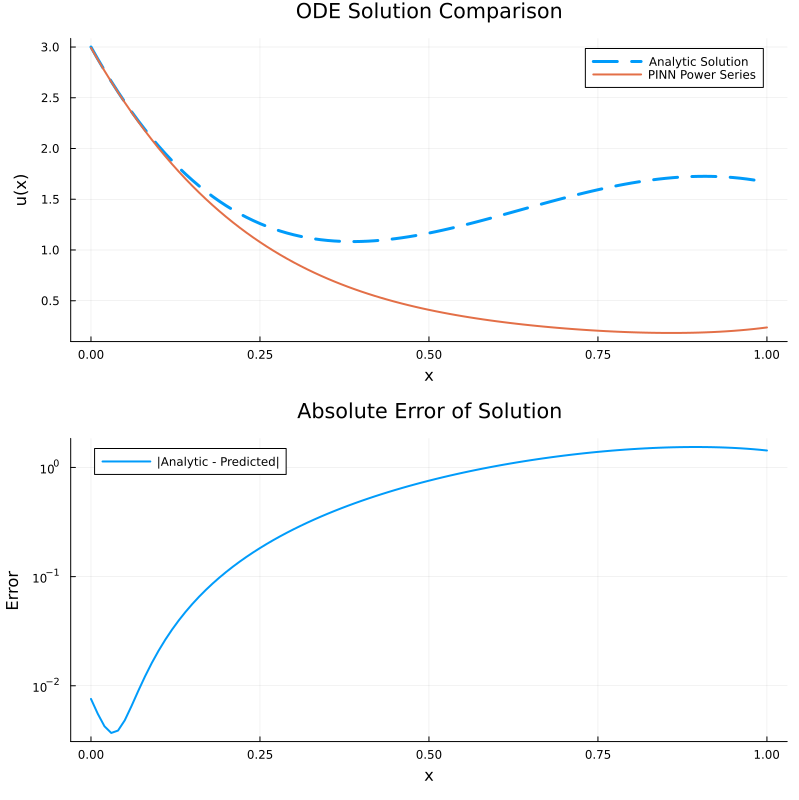 ODE Solution Comparison
3.0
2.5
2.0
1.5
1.0
0.5
u(x)
Analytic Solution
PINN Power Series
0.00 0.25 0.50 0.75 1.00
x
Absolute Error of Solution
|Analytic - Predicted|
10⁰
10⁻¹
10⁻²
Error
0.00 0.25 0.50 0.75 1.00
x